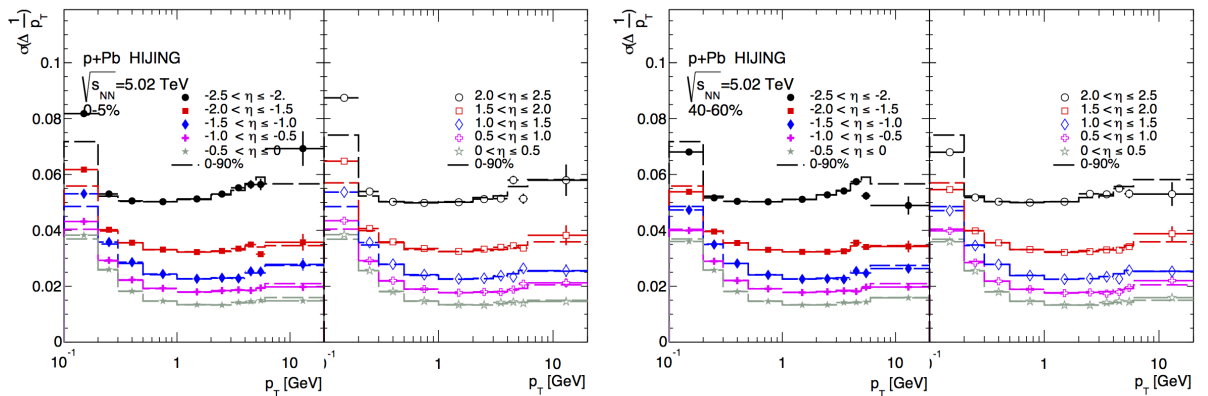 σ(Δ 1/p_T)
0.1
0.08
0.06
0.04
0.02
0
p+Pb HIJING
√s_NN=5.02 TeV
0-5%
-2.5 < η ≤ -2.
-2.0 < η ≤ -1.5
-1.5 < η ≤ -1.0
-1.0 < η ≤ -0.5
-0.5 < η ≤ 0
0-90%
2.0 < η ≤ 2.5
1.5 < η ≤ 2.0
1.0 < η ≤ 1.5
0.5 < η ≤ 1.0
0 < η ≤ 0.5
0-90%
10⁻¹ 1 10
p_T [GeV]
1 10
p_T [GeV]
σ(Δ 1/p_T)
0.1
0.08
0.06
0.04
0.02
0
p+Pb HIJING
√s_NN=5.02 TeV
40-60%
-2.5 < η ≤ -2.
-2.0 < η ≤ -1.5
-1.5 < η ≤ -1.0
-1.0 < η ≤ -0.5
-0.5 < η ≤ 0
0-90%
2.0 < η ≤ 2.5
1.5 < η ≤ 2.0
1.0 < η ≤ 1.5
0.5 < η ≤ 1.0
0 < η ≤ 0.5
0-90%
10⁻¹ 1 10
p_T [GeV]
1 10
p_T [GeV]